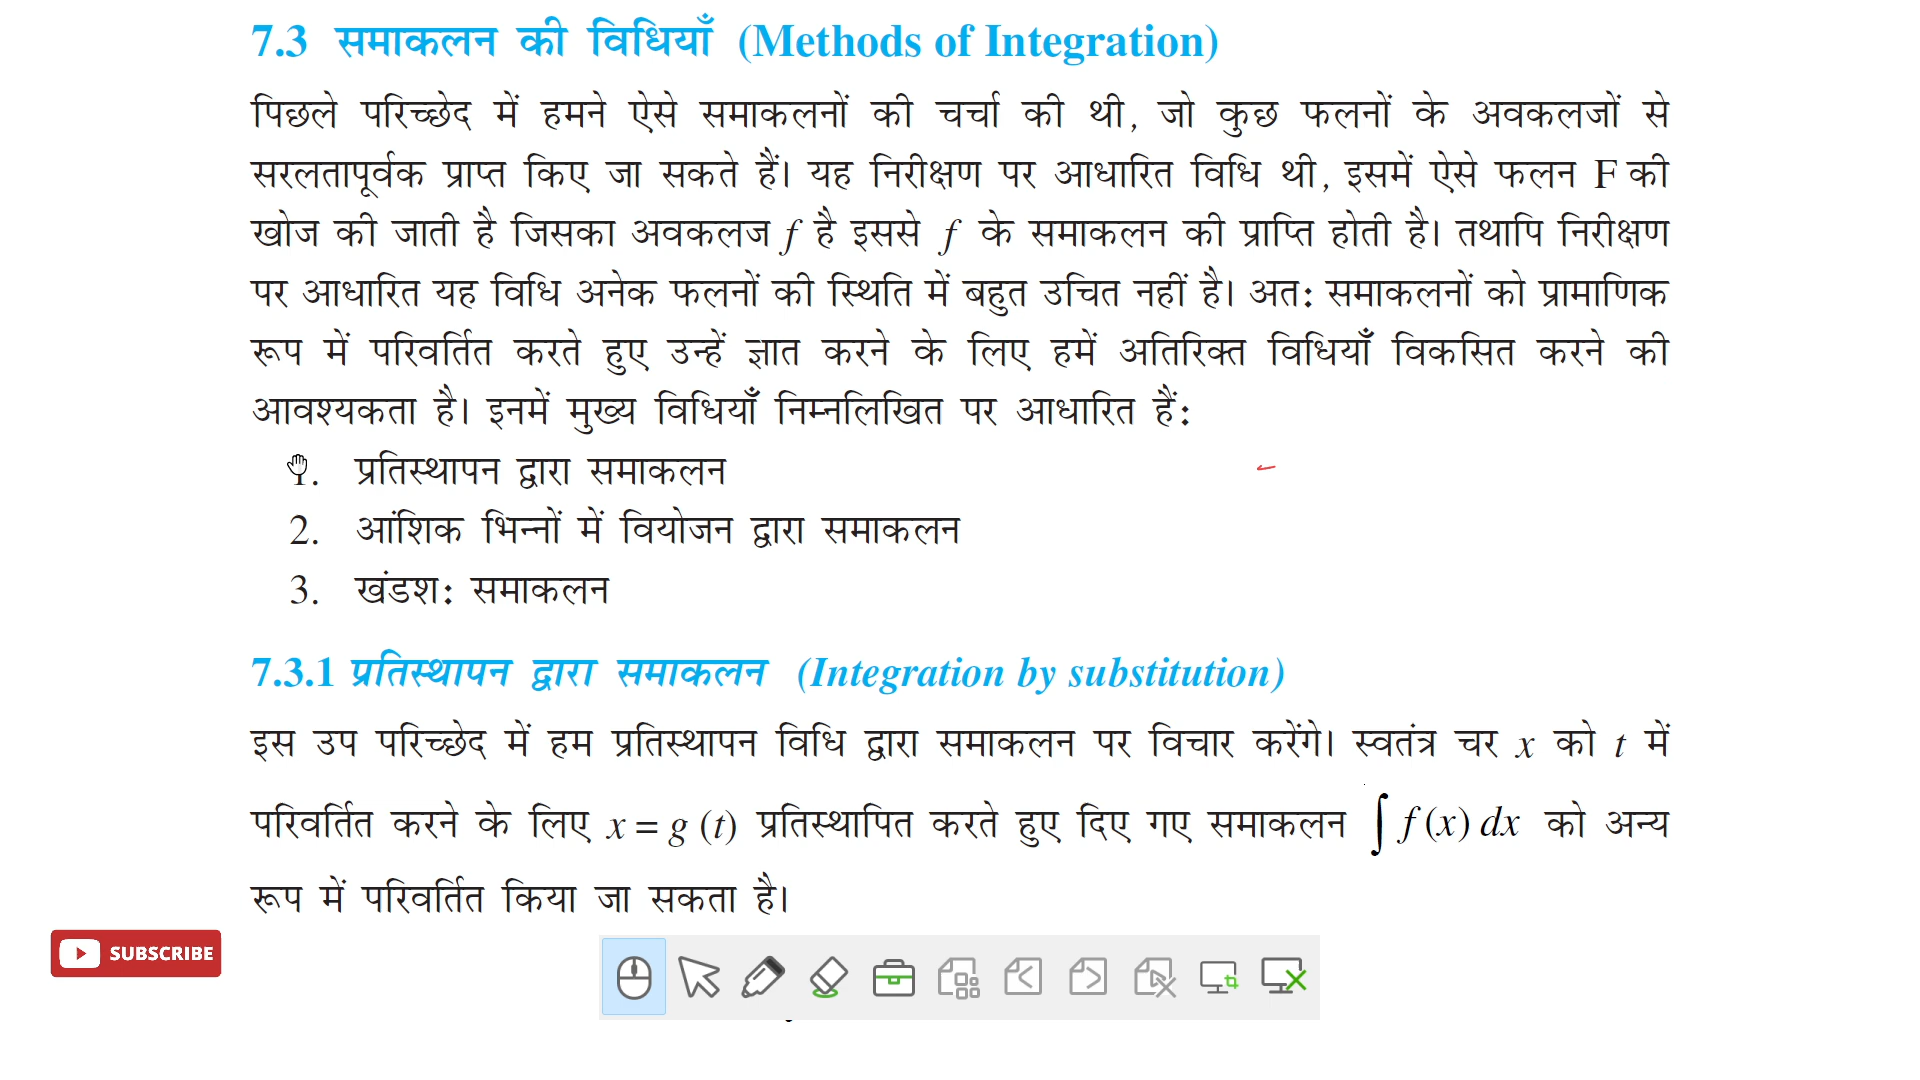 7.3 समाकलन की विधियाँ (Methods of Integration)
पिछले परिच्छेद में हमने ऐसे समाकलनों की चर्चा की थी, जो कुछ फलनों के अवकलजों से
सरलतापूर्वक प्राप्त किए जा सकते हैं। यह निरीक्षण पर आधारित विधि थी, इसमें ऐसे फलन F की
खोज की जाती है जिसका अवकलज f है इससे f के समाकलन की प्राप्ति होती है। तथापि निरीक्षण
पर आधारित यह विधि अनेक फलनों की स्थिति में बहुत उचित नहीं है। अत: समाकलनों को प्रामाणिक
रूप में परिवर्तित करते हुए उन्हें ज्ञात करने के लिए हमें अतिरिक्त विधियाँ विकसित करने की
आवश्यकता है। इनमें मुख्य विधियाँ निम्नलिखित पर आधारित हैं:
1. प्रतिस्थापन द्वारा समाकलन
2. आंशिक भिन्नों में वियोजन द्वारा समाकलन
3. खंडश: समाकलन
7.3.1 प्रतिस्थापन द्वारा समाकलन (Integration by substitution)
इस उप परिच्छेद में हम प्रतिस्थापन विधि द्वारा समाकलन पर विचार करेंगे। स्वतंत्र चर x को t में
परिवर्तित करने के लिए x = g (t) प्रतिस्थापित करते हुए दिए गए समाकलन ∫ f (x) dx को अन्य
रूप में परिवर्तित किया जा सकता है।
SUBSCRIBE